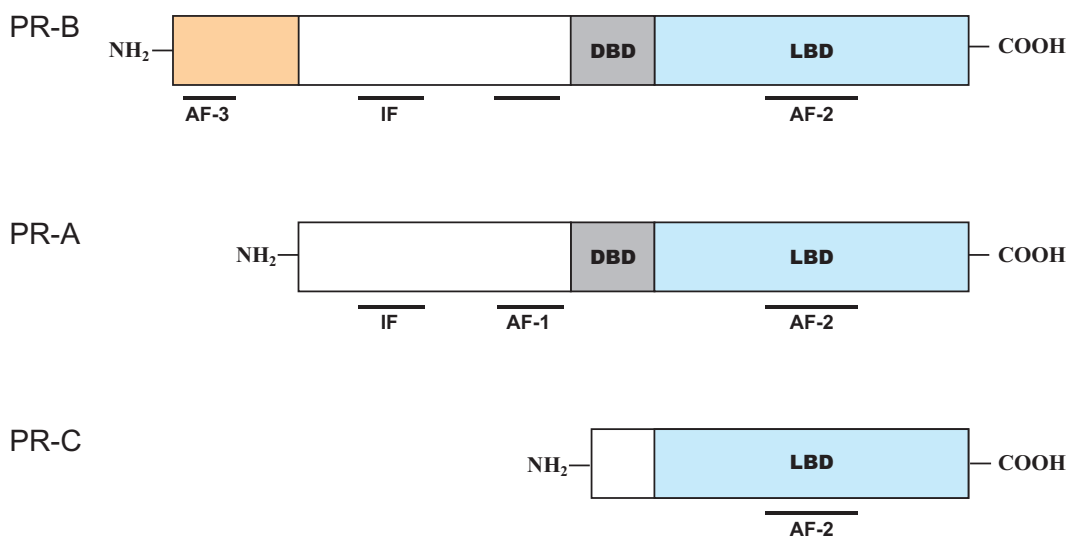 PR-B
NH₂ DBD LBD COOH
AF-3 IF AF-2
PR-A
NH₂ DBD LBD COOH
IF AF-1 AF-2
PR-C
NH₂ LBD COOH
AF-2